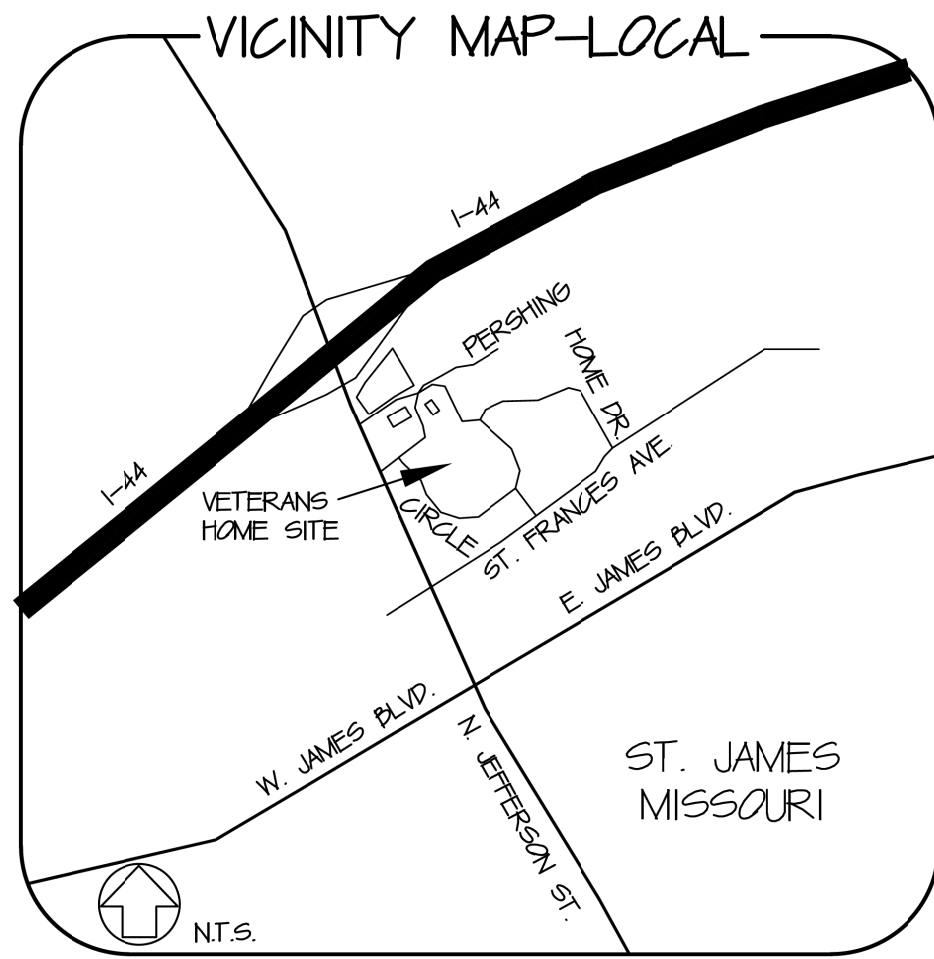 VICINITY MAP-LOCAL
I-44
PERSHING
HOME DR.
I-44
VETERANS
HOME SITE
CIRCLE
ST. FRANCES AVE.
E. JAMES BLVD.
W. JAMES BLVD.
N. JEFFERSON ST.
ST. JAMES
MISSOURI
N.T.S.